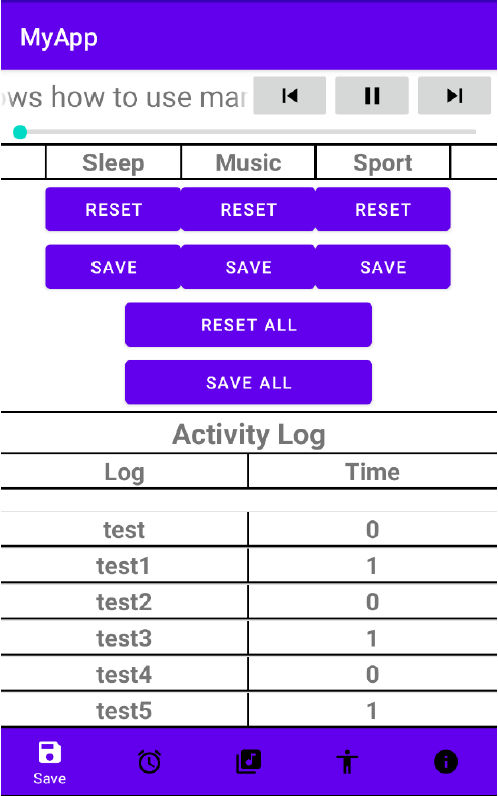 MyApp
ows how to use mar
Sleep Music Sport
RESET RESET RESET
SAVE SAVE SAVE
RESET ALL
SAVE ALL
Activity Log
Log Time
test 0
test1 1
test2 0
test3 1
test4 0
test5 1
Save